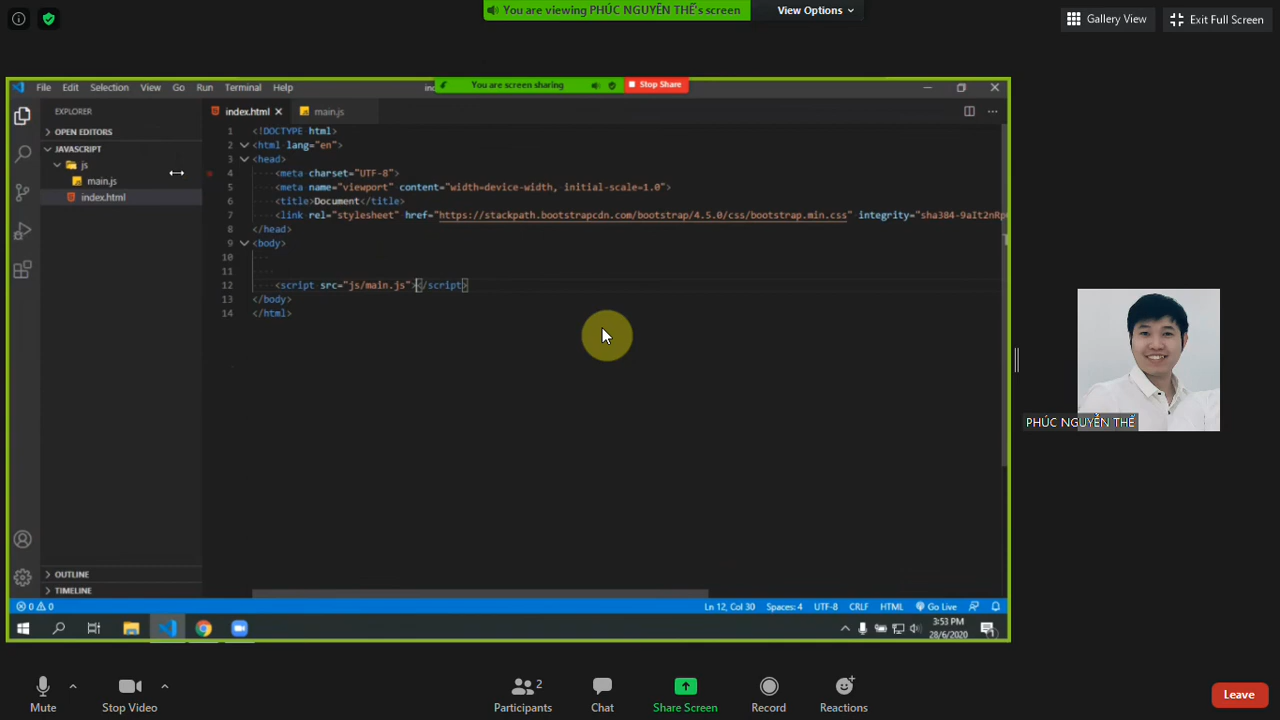 You are viewing PHÚC NGUYỄN THẾ's screen
View Options
Gallery View
Exit Full Screen
File Edit Selection View Go Run Terminal Help
You are screen sharing
Stop Share
EXPLORER
OPEN EDITORS
JAVASCRIPT
js
main.js
index.html
index.html
main.js
1 <!DOCTYPE html>
2 <html lang="en">
3 <head>
4 <meta charset="UTF-8">
5 <meta name="viewport" content="width=device-width, initial-scale=1.0">
6 <title>Document</title>
7 <link rel="stylesheet" href="https://stackpath.bootstrapcdn.com/bootstrap/4.5.0/css/bootstrap.min.css" integrity="sha384-9aIt2nRp
8 </head>
9 <body>
10
11
12 <script src="js/main.js"></script>
13 </body>
14 </html>
OUTLINE
TIMELINE
0 0
Ln 12, Col 30 Spaces: 4 UTF-8 CRLF HTML Go Live
3:53 PM
28/6/2020
1
PHÚC NGUYỄN THẾ
Mute
Stop Video
2
Participants
Chat
Share Screen
Record
Reactions
Leave